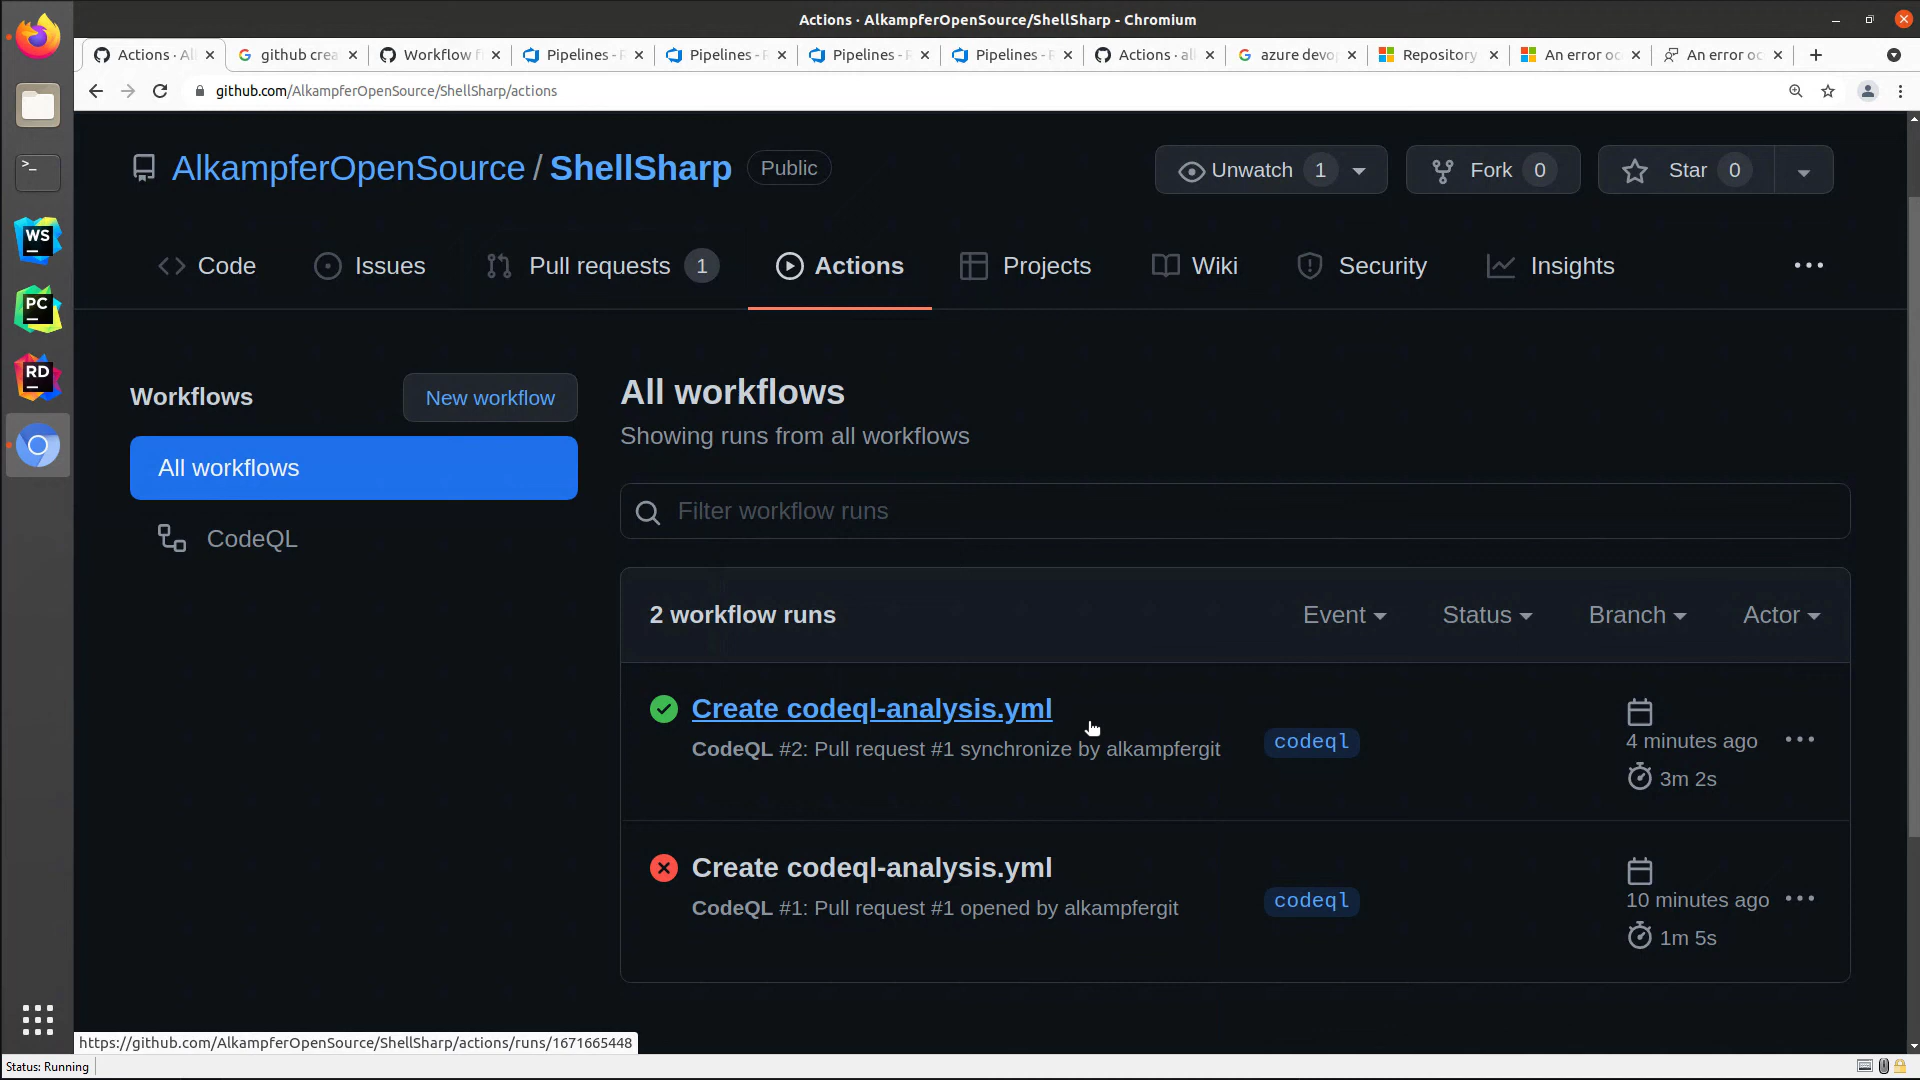 Actions · AlkampferOpenSource/ShellSharp - Chromium
Actions · Al
github crea
Workflow f
Pipelines - R
Pipelines - R
Pipelines - R
Pipelines - R
Actions · alk
azure devop
Repository
An error oc
An error oc
github.com/AlkampferOpenSource/ShellSharp/actions
AlkampferOpenSource / ShellSharp Public
Unwatch 1
Fork 0
Star 0
Code
Issues
Pull requests 1
Actions
Projects
Wiki
Security
Insights
Workflows
New workflow
All workflows
CodeQL
All workflows
Showing runs from all workflows
Filter workflow runs
2 workflow runs
Event
Status
Branch
Actor
Create codeql-analysis.yml
CodeQL #2: Pull request #1 synchronize by alkampfergit
codeql
4 minutes ago
3m 2s
Create codeql-analysis.yml
CodeQL #1: Pull request #1 opened by alkampfergit
codeql
10 minutes ago
1m 5s
WS
PC
RD
https://github.com/AlkampferOpenSource/ShellSharp/actions/runs/1671665448
Status: Running